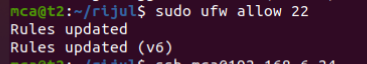 mca@t2:~/rijul$ sudo ufw allow 22
Rules updated
Rules updated (v6)